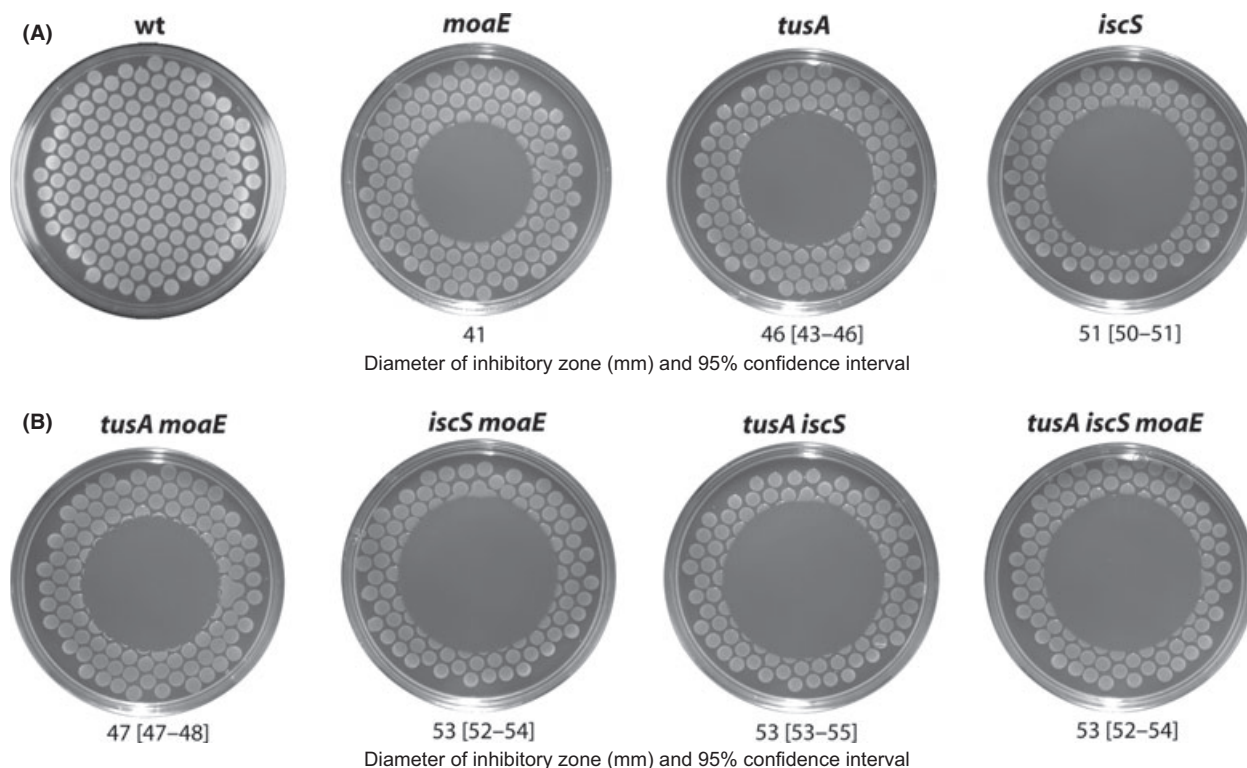 (A)
wt
moaE
tusA
iscS
41
46 [43–46]
51 [50–51]
Diameter of inhibitory zone (mm) and 95% confidence interval
(B)
tusA moaE
iscS moaE
tusA iscS
tusA iscS moaE
47 [47–48]
53 [52–54]
53 [53–55]
53 [52–54]
Diameter of inhibitory zone (mm) and 95% confidence interval